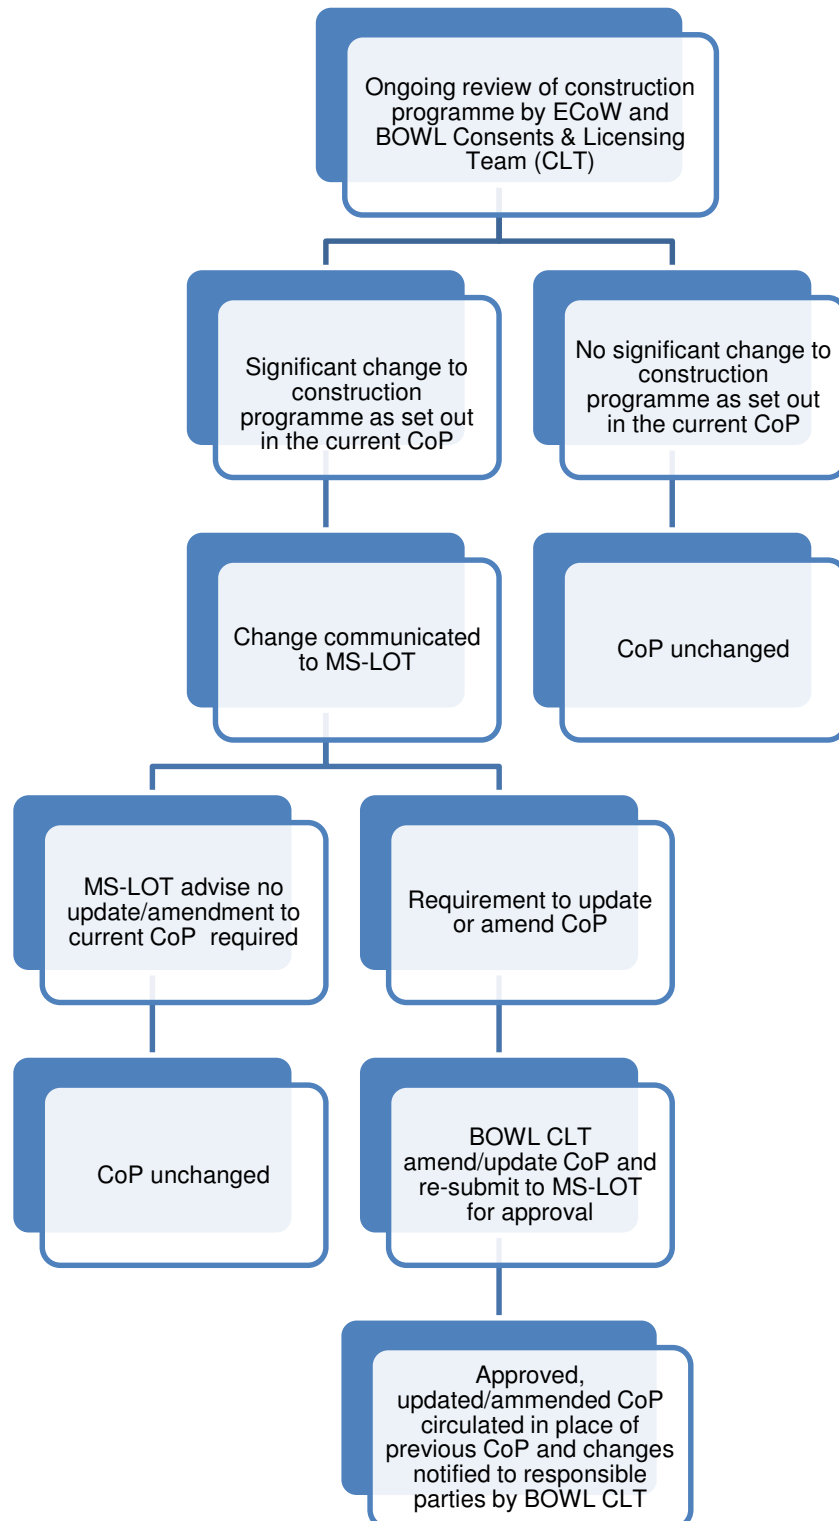 Ongoing review of construction
programme by ECoW and
BOWL Consents & Licensing
Team (CLT)
Significant change to
construction
programme as set out
in the current CoP
No significant change to
construction
programme as set out
in the current CoP
Change communicated
to MS-LOT
CoP unchanged
MS-LOT advise no
update/amendment to
current CoP  required
Requirement to update
or amend CoP
CoP unchanged
BOWL CLT
amend/update CoP and
re-submit to MS-LOT
for approval
Approved,
updated/ammended CoP
circulated in place of
previous CoP and changes
notified to responsible
parties by BOWL CLT